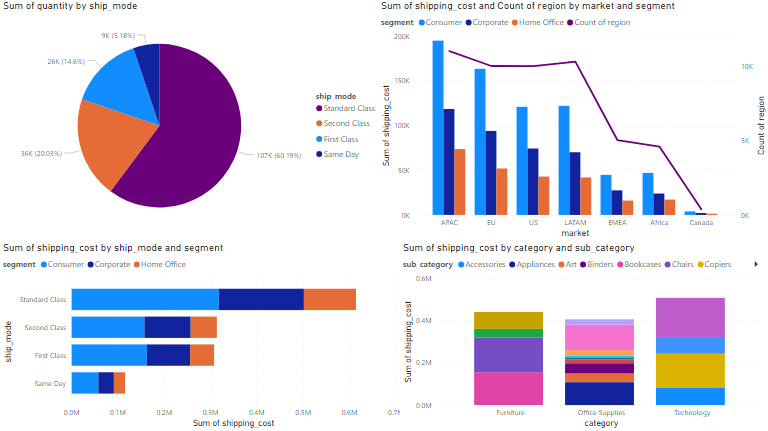 Sum of quantity by ship_mode
9K (5.18%)
26K (14.6%)
36K (20.03%)
107K (60.19%)
ship_mode
Standard Class
Second Class
First Class
Same Day
Sum of shipping_cost and Count of region by market and segment
segment Consumer Corporate Home Office Count of region
200K
150K
100K
50K
0K
10K
5K
0K
Sum of shipping_cost
Count of region
APAC EU US LATAM EMEA Africa Canada
market
Sum of shipping_cost by ship_mode and segment
segment Consumer Corporate Home Office
ship_mode
Standard Class
Second Class
First Class
Same Day
0.0M 0.1M 0.2M 0.3M 0.4M 0.5M 0.6M 0.7M
Sum of shipping_cost
Sum of shipping_cost by category and sub_category
sub_category Accessories Appliances Art Binders Bookcases Chairs Copiers
0.6M
0.4M
0.2M
0.0M
Sum of shipping_cost
Furniture Office Supplies Technology
category